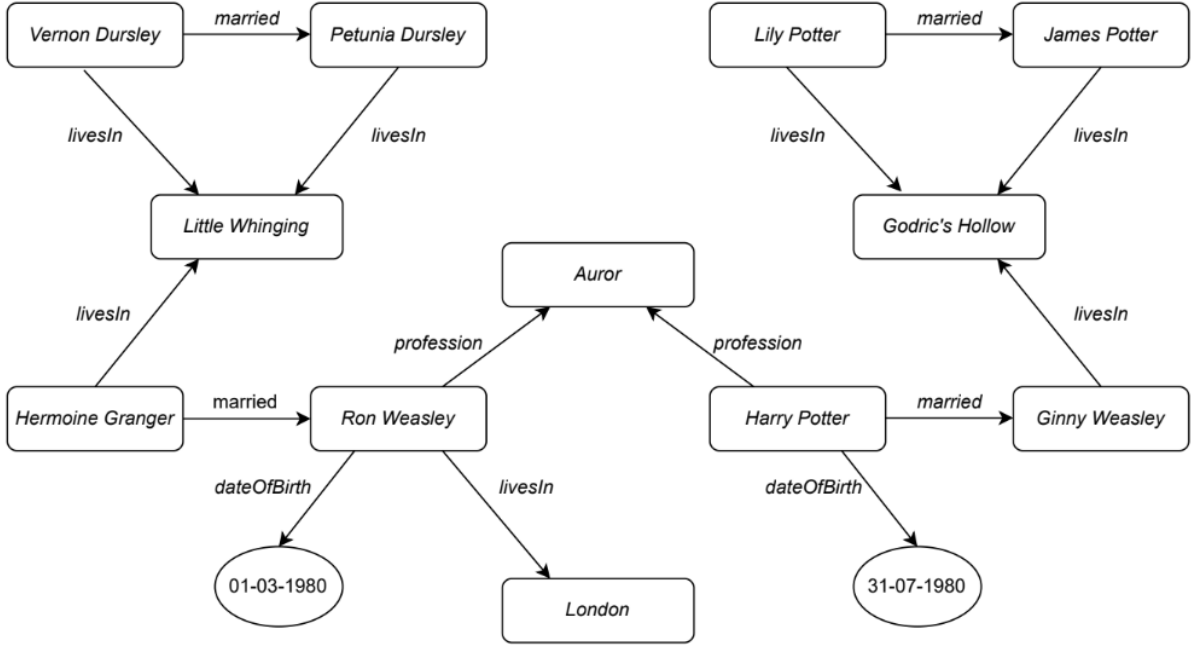 married
Vernon Dursley
Petunia Dursley
married
Lily Potter
James Potter
livesIn
livesIn
livesIn
livesIn
Little Whinging
Godric's Hollow
Auror
livesIn
livesIn
profession
profession
Hermoine Granger
married
Ron Weasley
Harry Potter
married
Ginny Weasley
dateOfBirth
livesIn
dateOfBirth
01-03-1980
31-07-1980
London